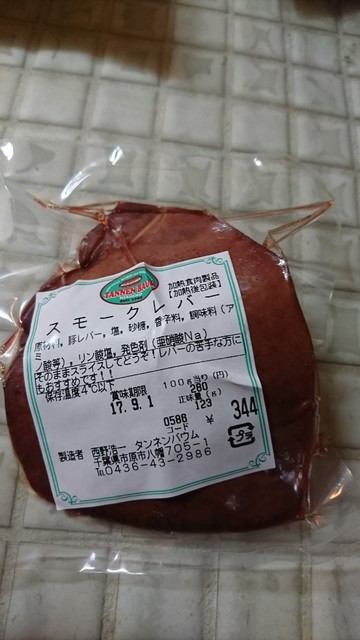 TANNEN BAUM
加熱食肉製品
【加熱後包装】
スモークレバー
原材料，豚レバー，塩，砂糖，香辛料，調味料（アミ
ノ酸等），リン酸塩，発色剤（亜硝酸Na）
そのままスライスしてどうぞ！レバーの苦手な方に
もおすすめです！！
保存温度4℃以下
100g当り（円）
280
賞味期限
17.9.1
正味量（g）
123
0586
コード
¥ 344
プラ
製造者 西野浩一 タンネンバウム
千葉県市原市八幡705-1
℡0436-43-2986